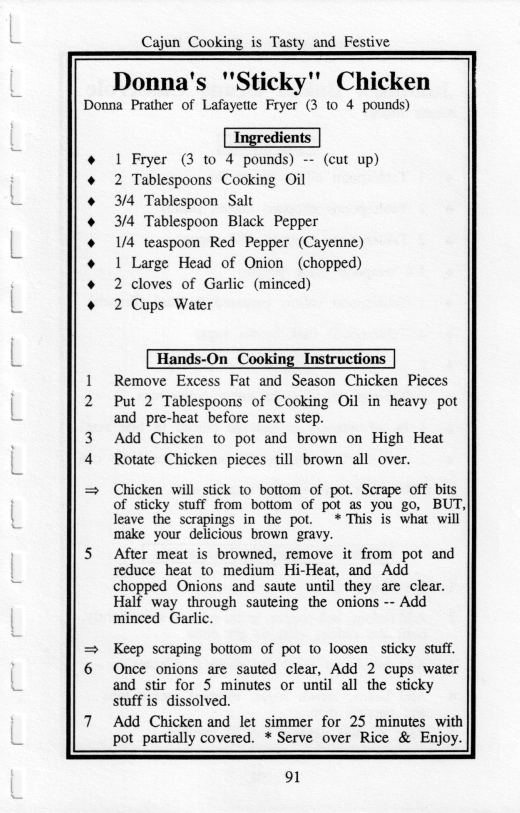 Cajun Cooking is Tasty and Festive
Donna's "Sticky" Chicken
Donna Prather of Lafayette Fryer (3 to 4 pounds)
Ingredients
♦ 1 Fryer (3 to 4 pounds) -- (cut up)
♦ 2 Tablespoons Cooking Oil
♦ 3/4 Tablespoon Salt
♦ 3/4 Tablespoon Black Pepper
♦ 1/4 teaspoon Red Pepper (Cayenne)
♦ 1 Large Head of Onion (chopped)
♦ 2 cloves of Garlic (minced)
♦ 2 Cups Water
Hands-On Cooking Instructions
1 Remove Excess Fat and Season Chicken Pieces
2 Put 2 Tablespoons of Cooking Oil in heavy pot
and pre-heat before next step.
3 Add Chicken to pot and brown on High Heat
4 Rotate Chicken pieces till brown all over.
⇒ Chicken will stick to bottom of pot. Scrape off bits
of sticky stuff from bottom of pot as you go, BUT,
leave the scrapings in the pot. * This is what will
make your delicious brown gravy.
5 After meat is browned, remove it from pot and
reduce heat to medium Hi-Heat, and Add
chopped Onions and saute until they are clear.
Half way through sauteing the onions -- Add
minced Garlic.
⇒ Keep scraping bottom of pot to loosen sticky stuff.
6 Once onions are sauted clear, Add 2 cups water
and stir for 5 minutes or until all the sticky
stuff is dissolved.
7 Add Chicken and let simmer for 25 minutes with
pot partially covered. * Serve over Rice & Enjoy.
91